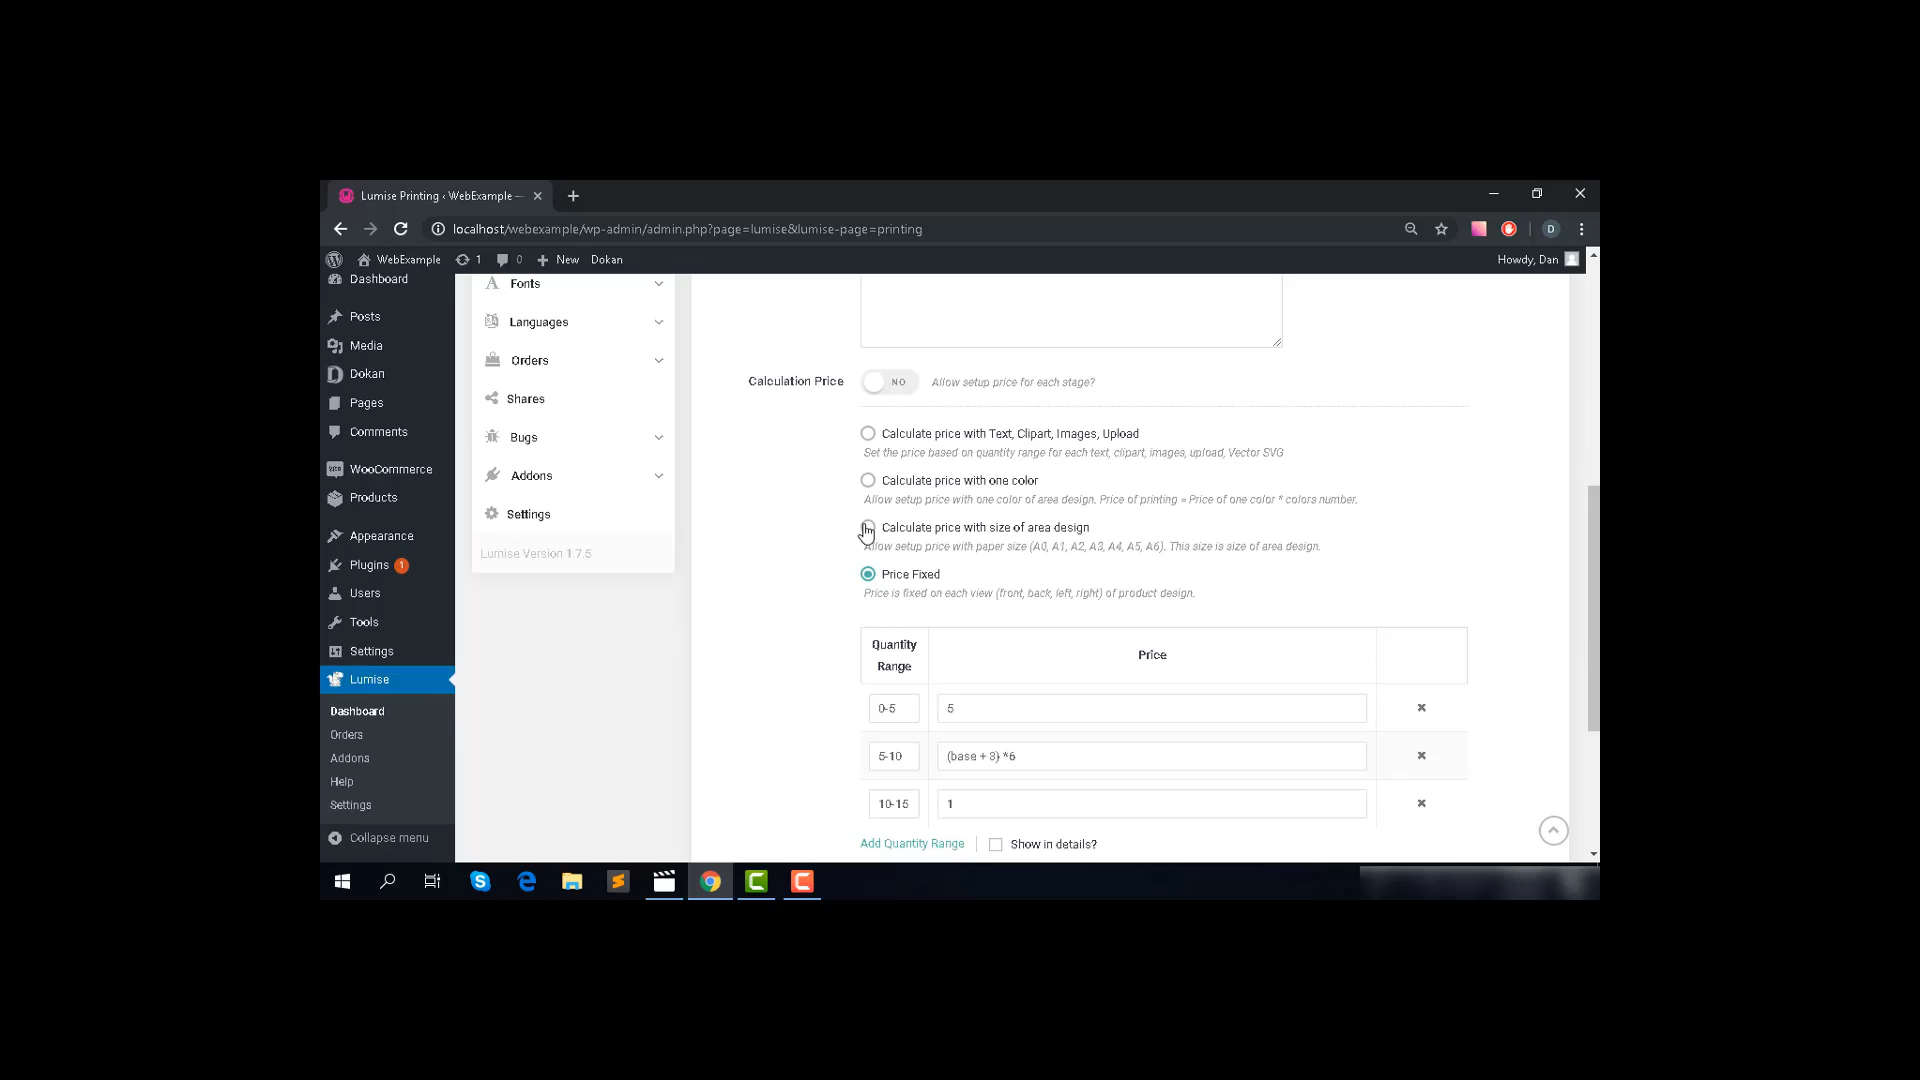 Lumise Printing ‹ WebExample —
localhost/webexample/wp-admin/admin.php?page=lumise&lumise-page=printing
D
WebExample
1
0
New
Dokan
Howdy, Dan
Dashboard
Posts
Media
Dokan
Pages
Comments
WooCommerce
Products
Appearance
Plugins 1
Users
Tools
Settings
Lumise
Dashboard
Orders
Addons
Help
Settings
Collapse menu
Fonts
Languages
Orders
Shares
Bugs
Addons
Settings
Lumise Version 1.7.5
Calculation Price
NO
Allow setup price for each stage?
Calculate price with Text, Clipart, Images, Upload
Set the price based on quantity range for each text, clipart, images, upload, Vector SVG
Calculate price with one color
Allow setup price with one color of area design. Price of printing = Price of one color * colors number.
Calculate price with size of area design
Allow setup price with paper size (A0, A1, A2, A3, A4, A5, A6). This size is size of area design.
Price Fixed
Price is fixed on each view (front, back, left, right) of product design.
Quantity
Range
Price
0-5
5
5-10
(base + 3) *6
10-15
1
Add Quantity Range
Show in details?